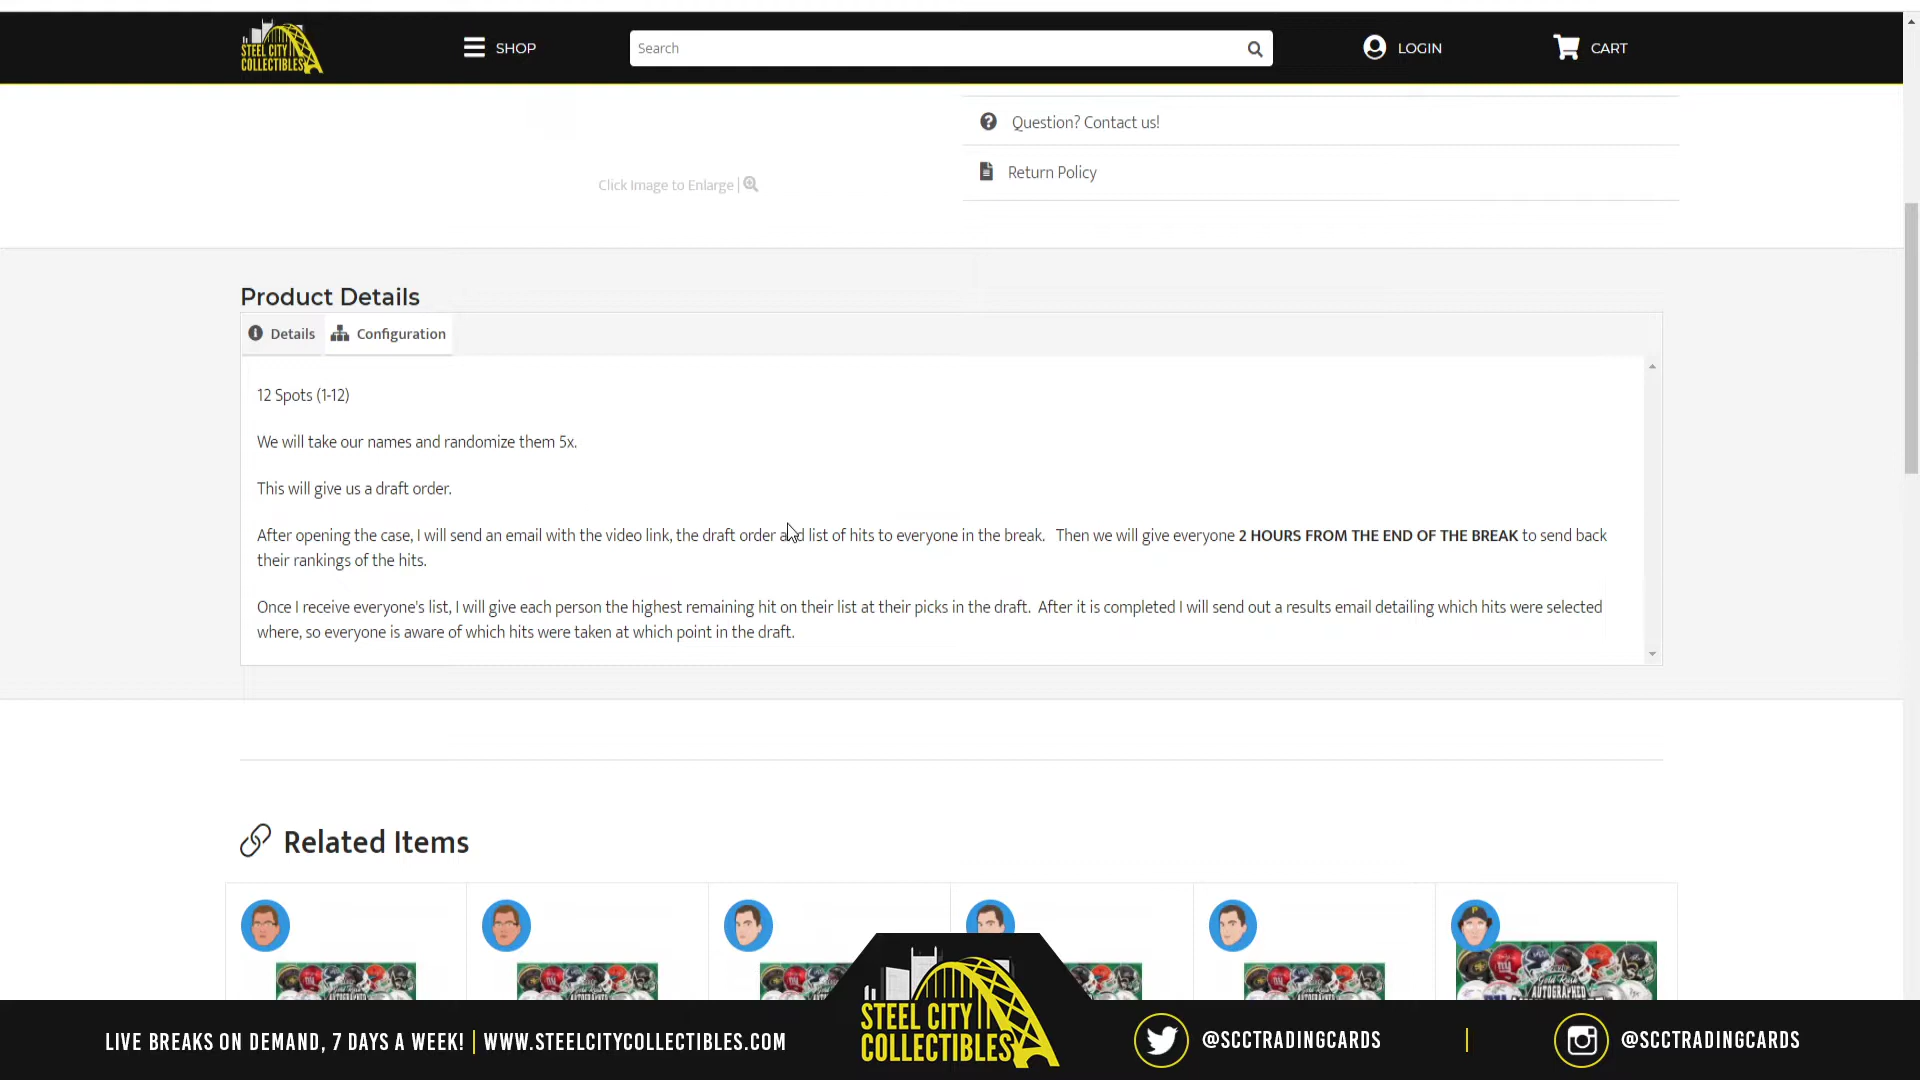 STEEL CITY
COLLECTIBLES
SHOP
Search
LOGIN
CART
Question? Contact us!
Return Policy
Click Image to Enlarge |
Product Details
Details
Configuration
12 Spots (1-12)
We will take our names and randomize them 5x.
This will give us a draft order.
After opening the case, I will send an email with the video link, the draft order and list of hits to everyone in the break. Then we will give everyone 2 HOURS FROM THE END OF THE BREAK to send back
their rankings of the hits.
Once I receive everyone's list, I will give each person the highest remaining hit on their list at their picks in the draft. After it is completed I will send out a results email detailing which hits were selected
where, so everyone is aware of which hits were taken at which point in the draft.
Related Items
Gold Rush
AUTOGRAPHED
LIVE BREAKS ON DEMAND, 7 DAYS A WEEK! | WWW.STEELCITYCOLLECTIBLES.COM
STEEL CITY
COLLECTIBLES
@SCCTRADINGCARDS
|
@SCCTRADINGCARDS